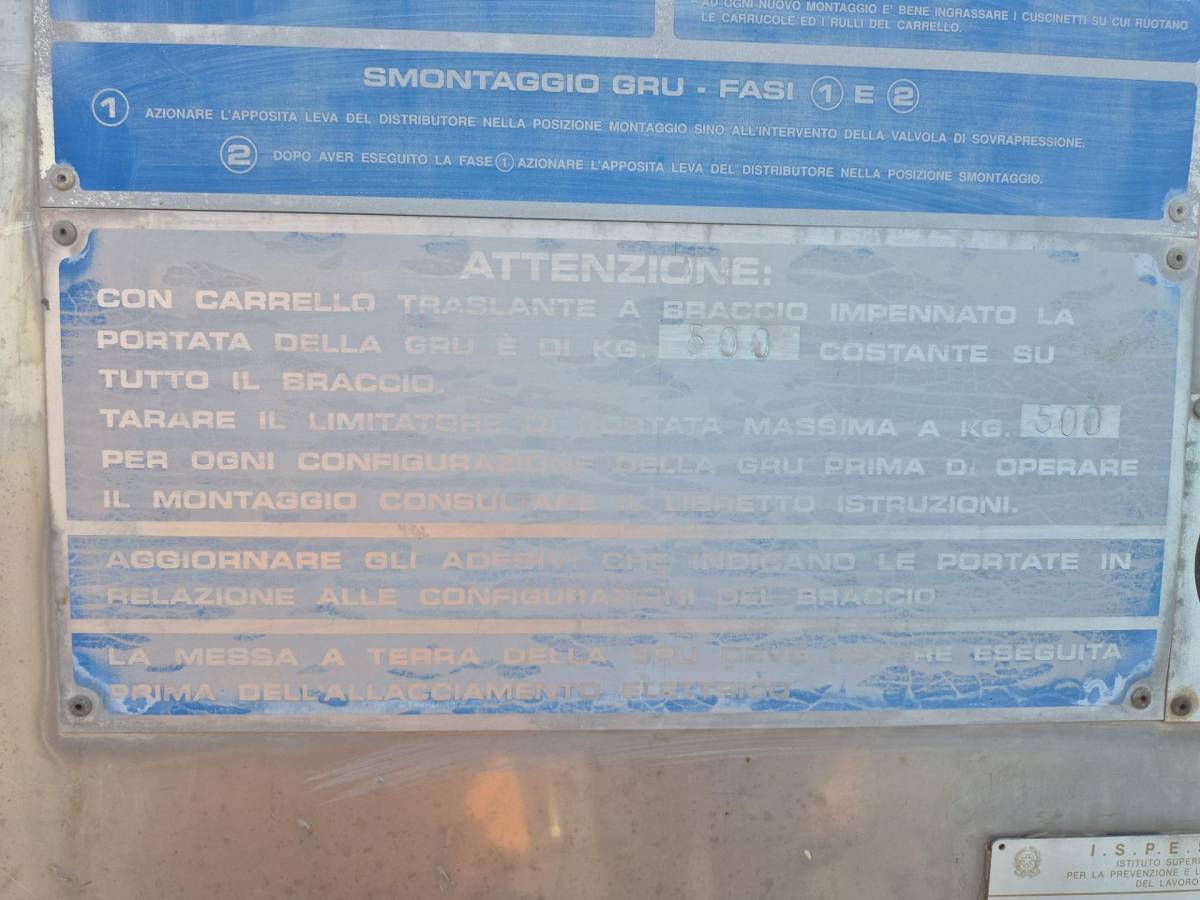 AD OGNI NUOVO MONTAGGIO E' BENE INGRASSARE I CUSCINETTI SU CUI RUOTANO
LE CARRUCOLE ED I RULLI DEL CARRELLO.
SMONTAGGIO GRU - FASI 1 E 2
1 AZIONARE L'APPOSITA LEVA DEL DISTRIBUTORE NELLA POSIZIONE MONTAGGIO SINO ALL'INTERVENTO DELLA VALVOLA DI SOVRAPRESSIONE.
2 DOPO AVER ESEGUITO LA FASE 1 AZIONARE L'APPOSITA LEVA DEL DISTRIBUTORE NELLA POSIZIONE SMONTAGGIO.
ATTENZIONE:
CON CARRELLO TRASLANTE A BRACCIO IMPENNATO LA
PORTATA DELLA GRU E DI KG. 500 COSTANTE SU
TUTTO IL BRACCIO.
TARARE IL LIMITATORE DI PORTATA MASSIMA A KG. 500
PER OGNI CONFIGURAZIONE DELLA GRU PRIMA DI OPERARE
IL MONTAGGIO CONSULTARE IL LIBRETTO ISTRUZIONI.
AGGIORNARE GLI ADESIVI CHE INDICANO LE PORTATE IN
RELAZIONE ALLE CONFIGURAZIONI DEL BRACCIO
LA MESSA A TERRA DELLA GRU DEVE ESSERE ESEGUITA
PRIMA DELL'ALLACCIAMENTO ELETTRICO
I.S.P.E.S
ISTITUTO SUPERI
PER LA PREVENZIONE E L
DEL LAVORO